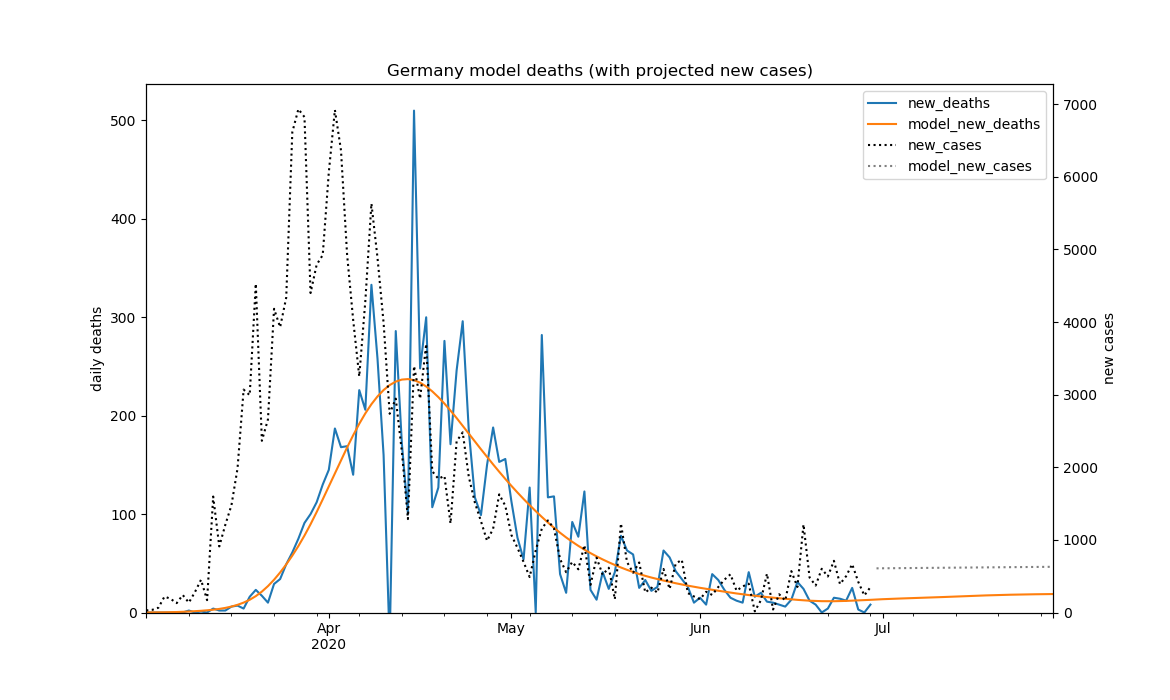 Germany model deaths (with projected new cases)
new_deaths
model_new_deaths
new_cases
model_new_cases
daily deaths
500
400
300
200
100
0
7000
6000
5000
4000
3000
2000
1000
0
new cases
Apr
2020
May
Jun
Jul